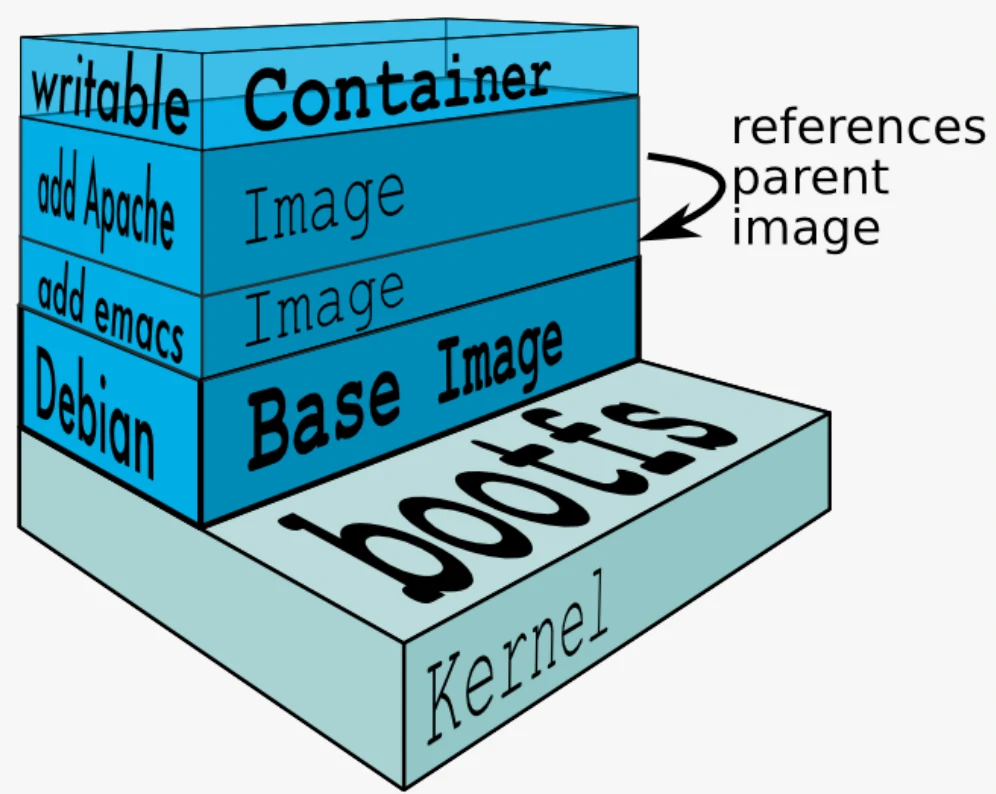 writable Container
references
parent
image
add Apache Image
add emacs Image
Debian Base Image
bootfs
Kernel